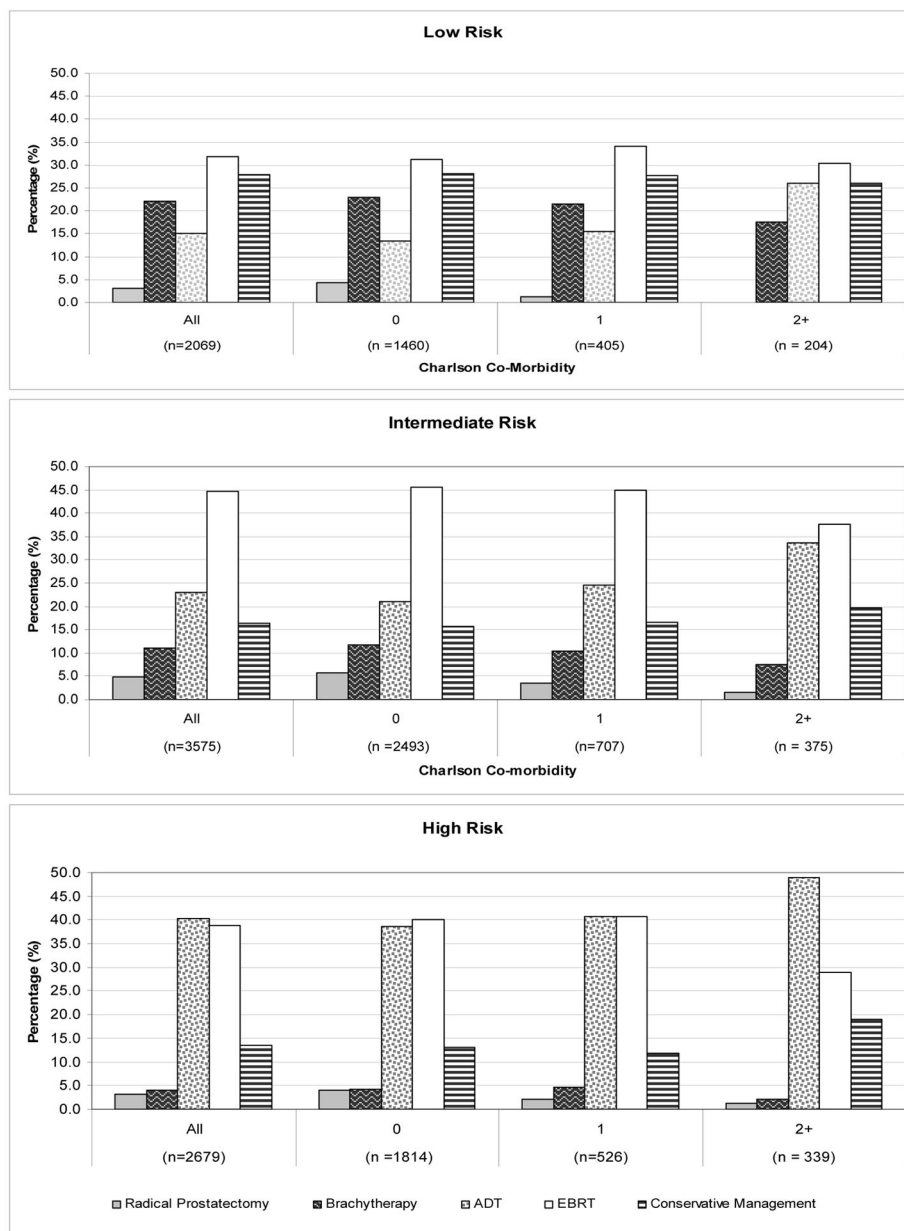 Low Risk
Percentage (%)
50.0
45.0
40.0
35.0
30.0
25.0
20.0
15.0
10.0
5.0
0.0
All 0 1 2+
(n=2069) (n =1460) (n=405) (n = 204)
Charlson Co-Morbidity
Intermediate Risk
Percentage (%)
50.0
45.0
40.0
35.0
30.0
25.0
20.0
15.0
10.0
5.0
0.0
All 0 1 2+
(n=3575) (n =2493) (n=707) (n = 375)
Charlson Co-morbidity
High Risk
Percentage (%)
50.0
45.0
40.0
35.0
30.0
25.0
20.0
15.0
10.0
5.0
0.0
All 0 1 2+
(n=2679) (n =1814) (n=526) (n = 339)
Radical Prostatectomy Brachytherapy ADT EBRT Conservative Management